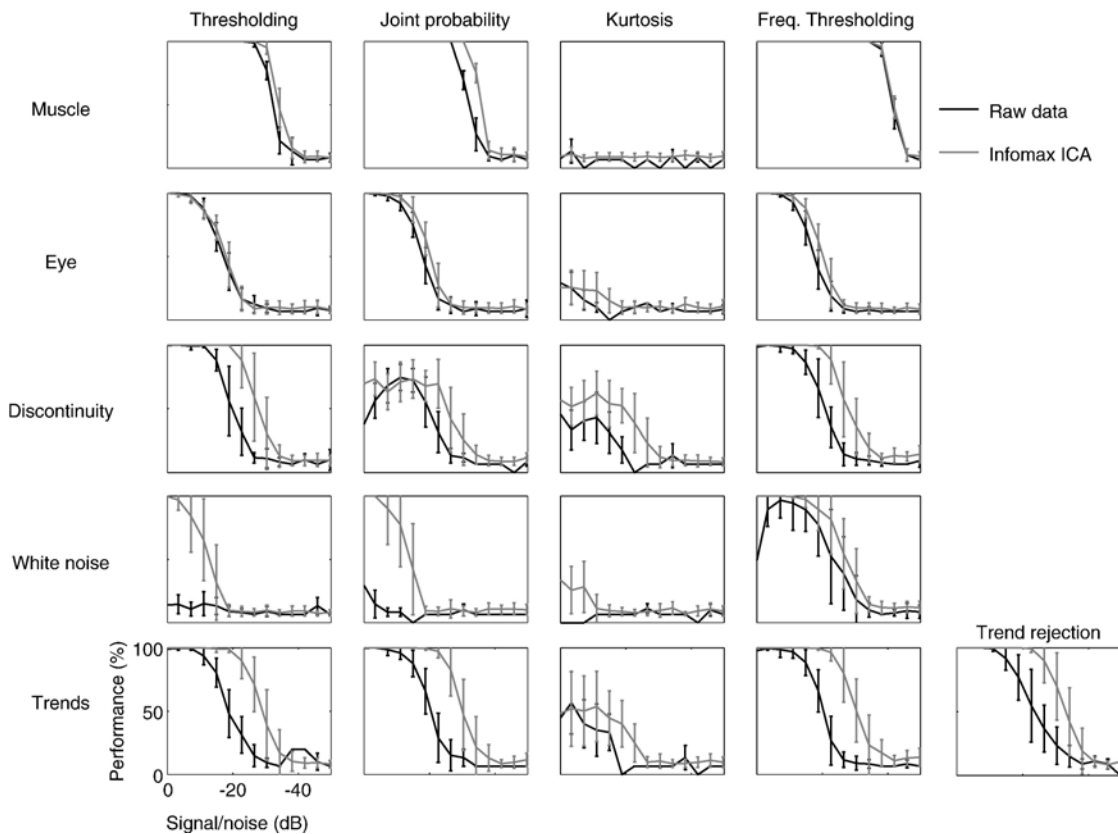 Thresholding
Joint probability
Kurtosis
Freq. Thresholding
Muscle
Raw data
Infomax ICA
Eye
Discontinuity
White noise
Trend rejection
Trends
Performance (%)
100
50
0
0
-20
-40
Signal/noise (dB)